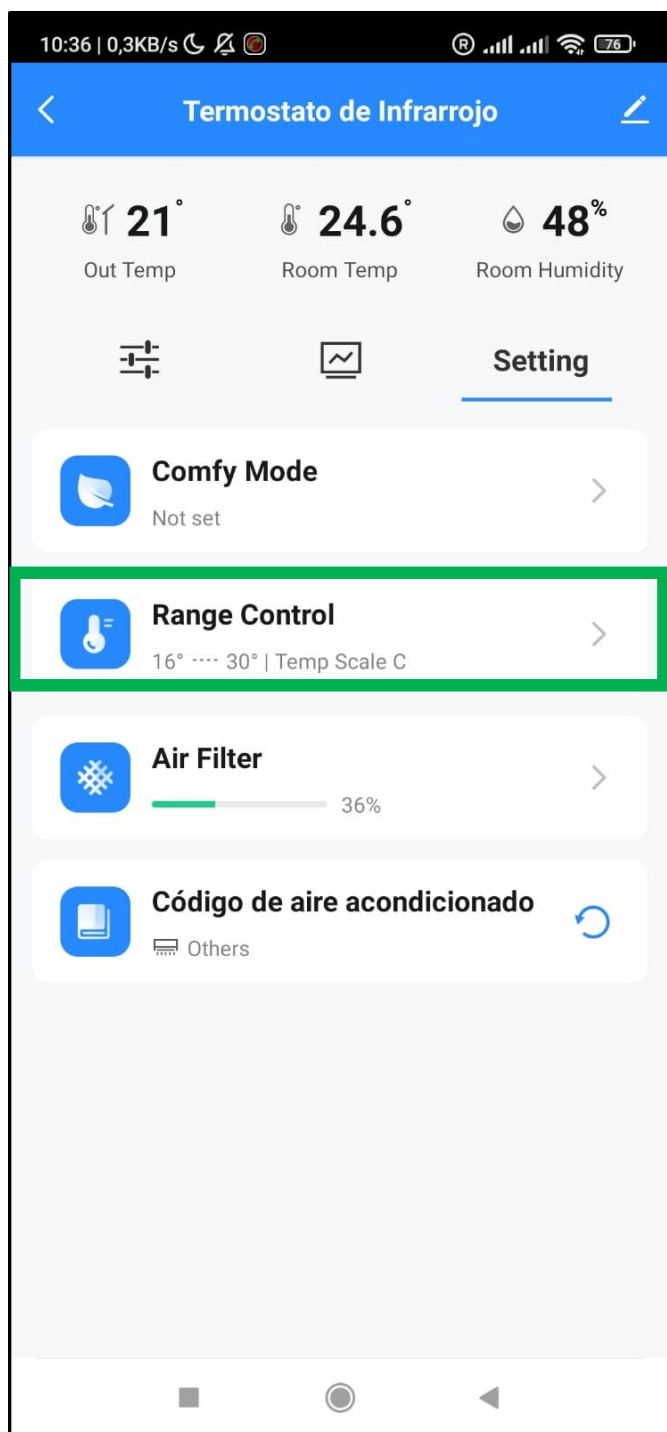 10:36 | 0,3KB/s
76
Termostato de Infrarrojo
21°
24.6°
48%
Out Temp
Room Temp
Room Humidity
Setting
Comfy Mode
Not set
Range Control
16° ···· 30° | Temp Scale C
Air Filter
36%
Código de aire acondicionado
Others